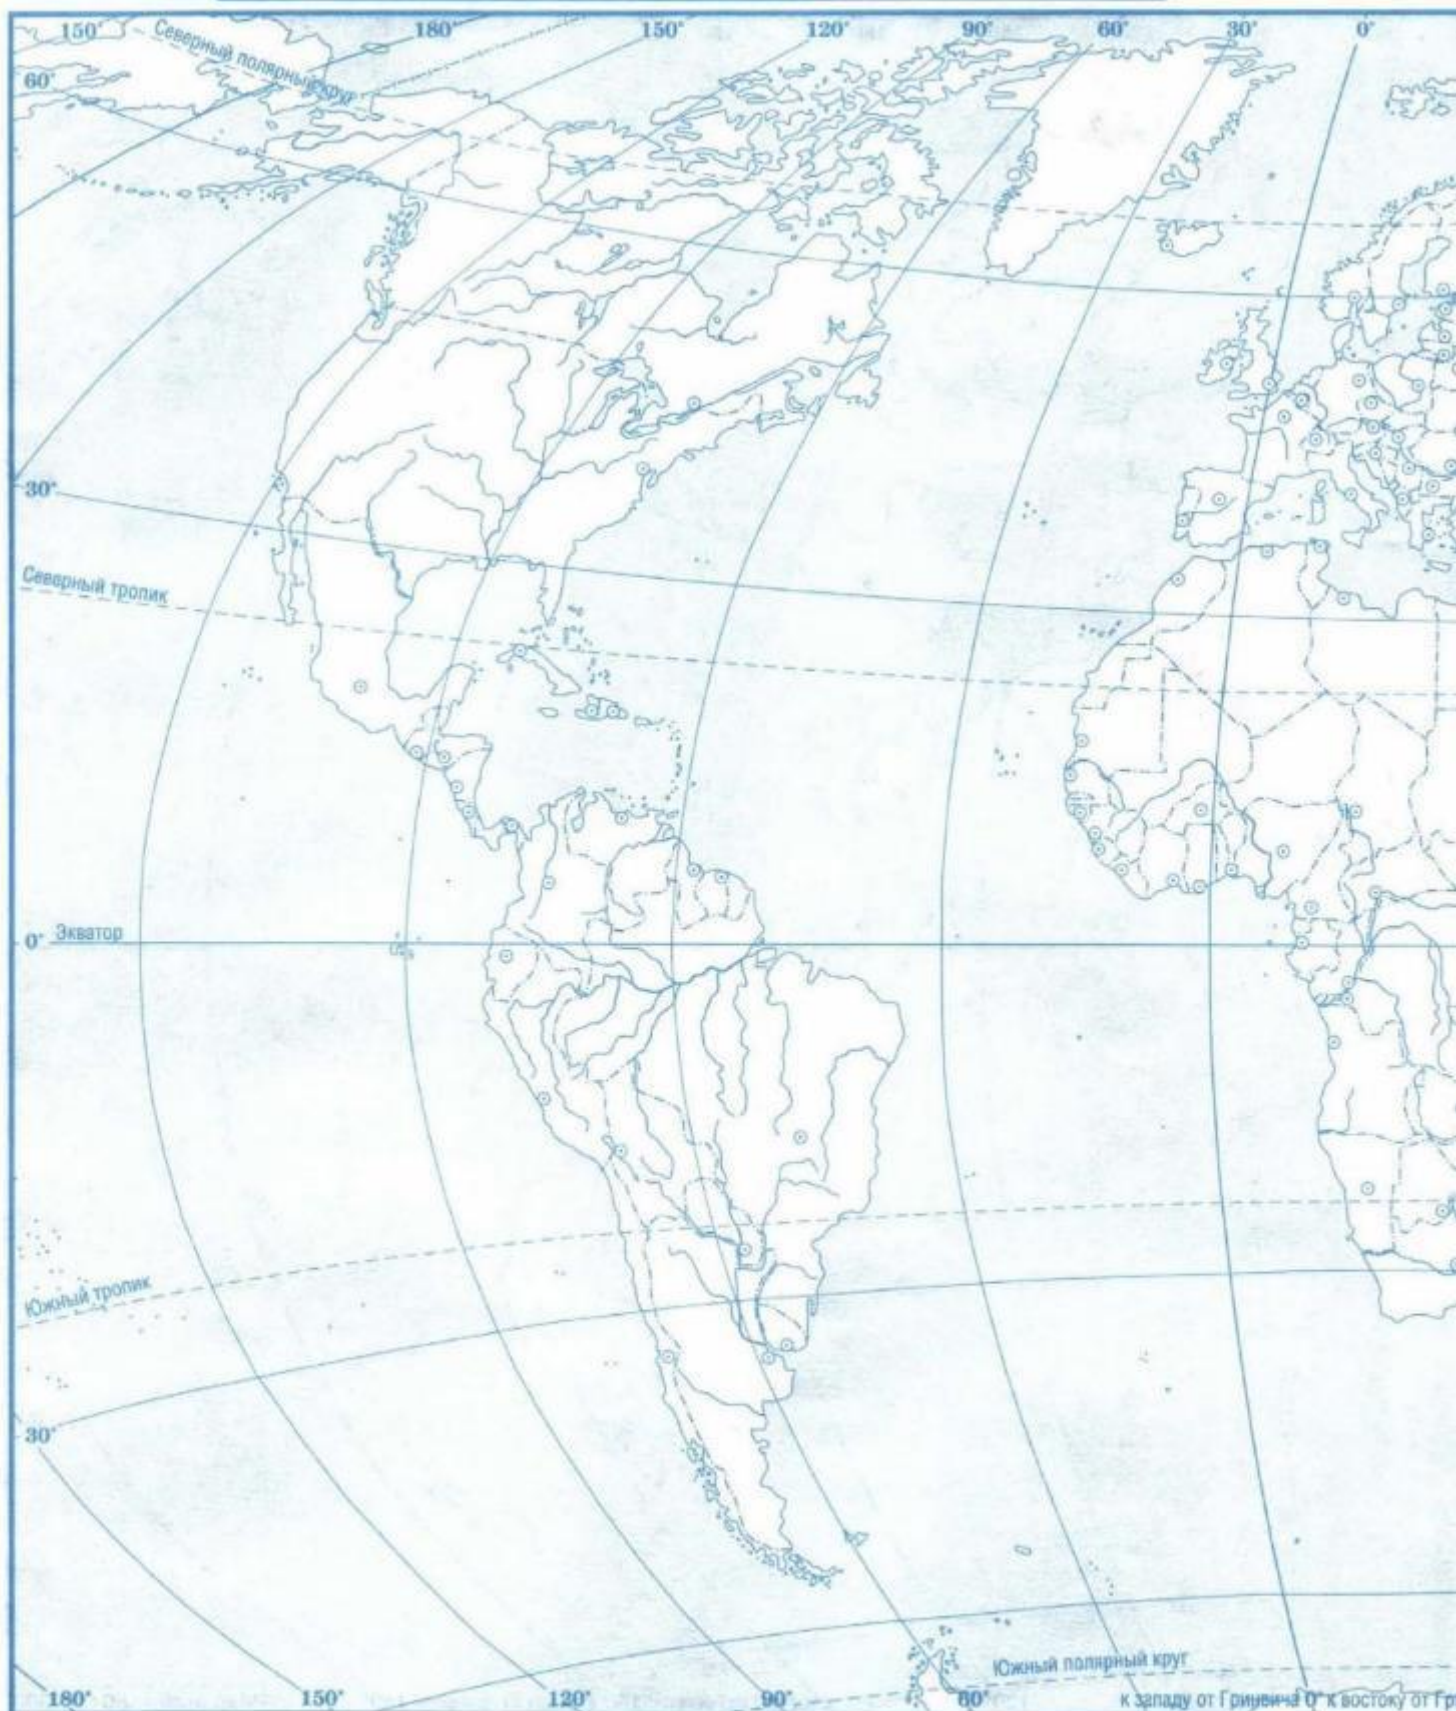 150° 180° 150° 120° 90° 60° 30° 0°
Северный полярный круг
60°
30°
Северный тропик
0° Экватор
Южный тропик
30°
Южный полярный круг
180° 150° 120° 90° 60° к западу от Гринвича 0° к востоку от Гр